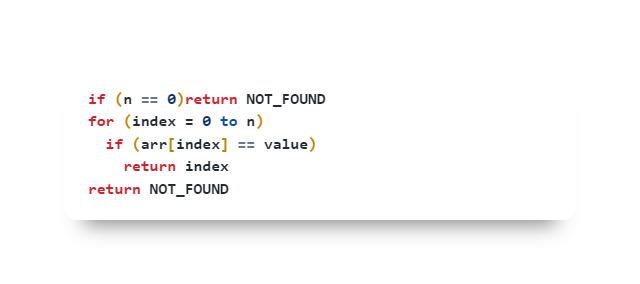 if (n == 0)return NOT_FOUND
for (index = 0 to n)
  if (arr[index] == value)
    return index
return NOT_FOUND